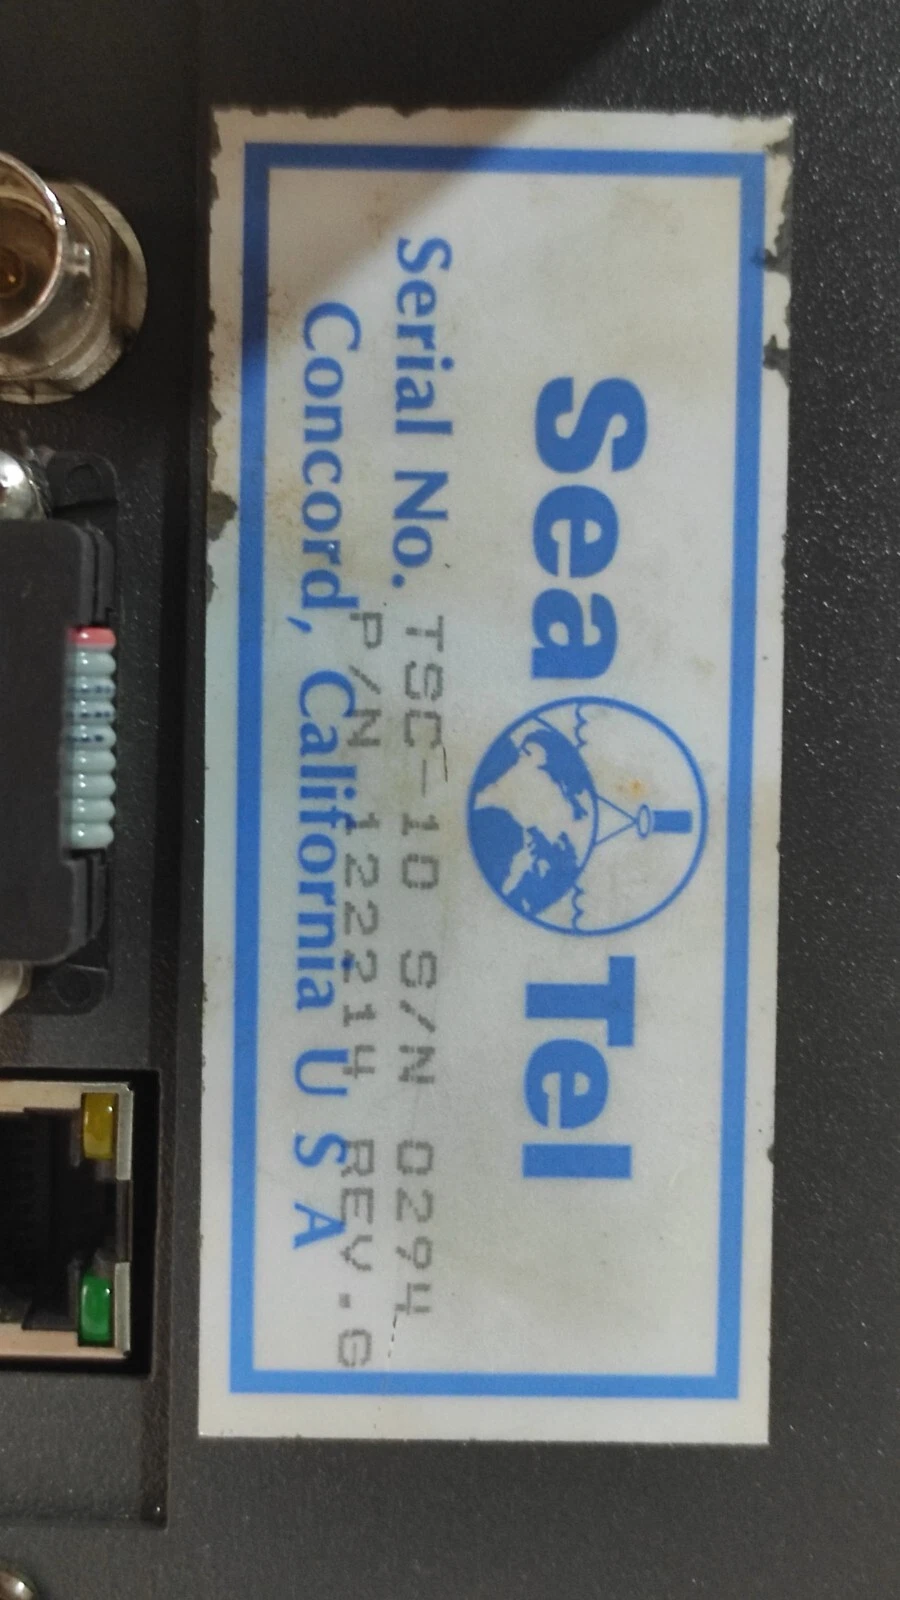 Sea Tel
Serial No. TSC-10 S/N 0294
P/N 122214 REV.G
Concord, California U S A